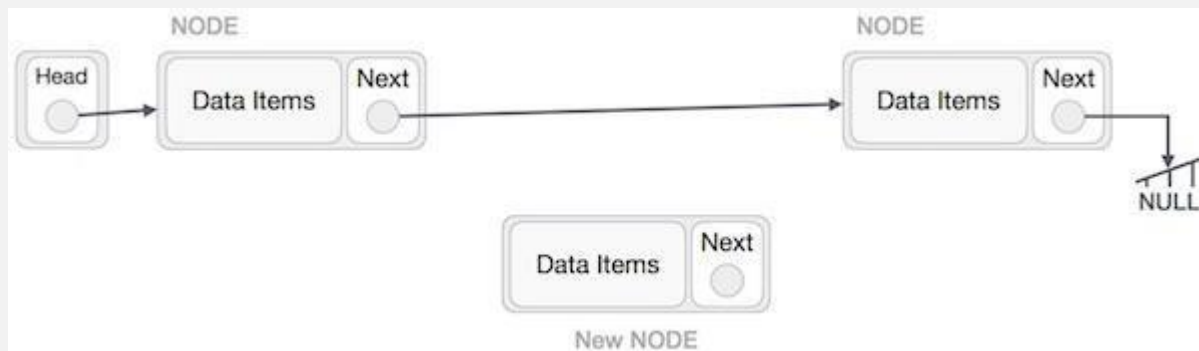 NODE
NODE
Head
Data Items
Next
Data Items
Next
NULL
Data Items
Next
New NODE